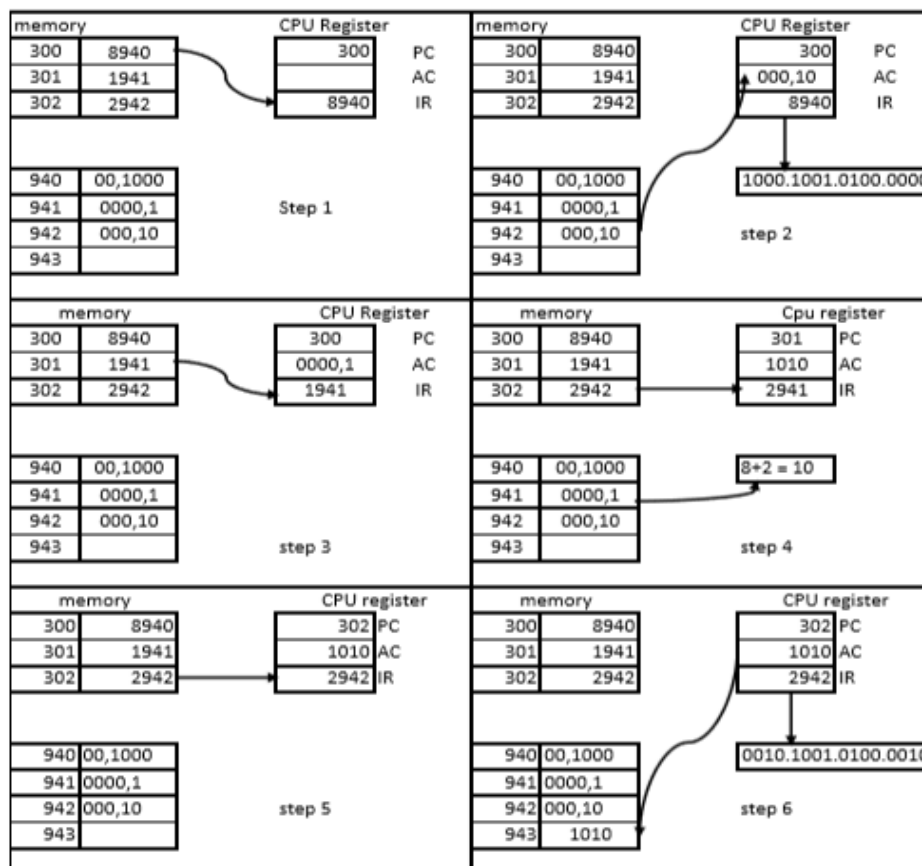 memory CPU Register
300 8940 300 PC
301 1941 AC
302 2942 8940 IR
940 00,1000
941 0000,1 Step 1
942 000,10
943
memory CPU Register
300 8940 300 PC
301 1941 000,10 AC
302 2942 8940 IR
940 00,1000 1000.1001.0100.0000
941 0000,1
942 000,10 step 2
943
memory CPU Register
300 8940 300 PC
301 1941 0000,1 AC
302 2942 1941 IR
940 00,1000
941 0000,1
942 000,10
943 step 3
memory Cpu register
300 8940 301 PC
301 1941 1010 AC
302 2942 2941 IR
940 00,1000 8+2 = 10
941 0000,1
942 000,10
943 step 4
memory CPU register
300 8940 302 PC
301 1941 1010 AC
302 2942 2942 IR
940 00,1000
941 0000,1
942 000,10 step 5
943
memory CPU register
300 8940 302 PC
301 1941 1010 AC
302 2942 2942 IR
940 00,1000 0010.1001.0100.0010
941 0000,1
942 000,10 step 6
943 1010